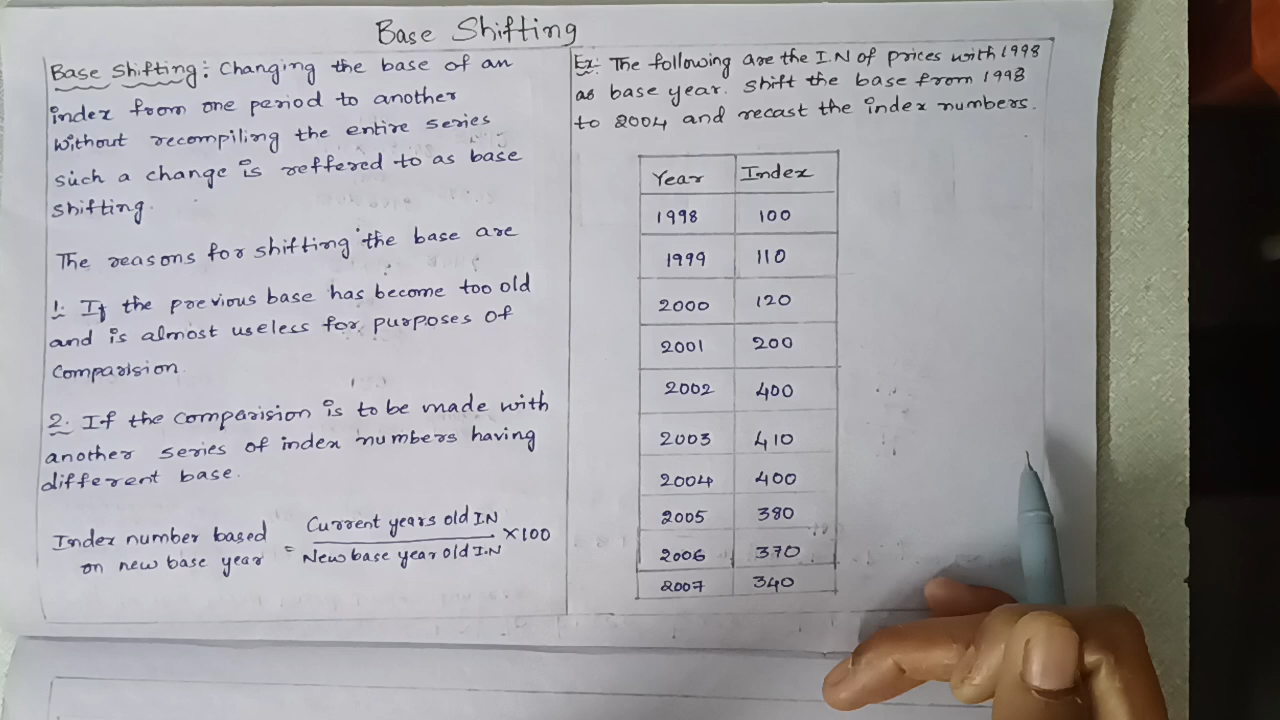 Base Shifting
Base Shifting: Changing the base of an
index from one period to another
without recompiling the entire series
such a change is reffered to as base
shifting.
The reasons for shifting the base are
1. If the previous base has become too old
and is almost useless for purposes of
Comparision.
2. If the comparision is to be made with
another series of index numbers having
different base.
Index number based on new base year = Current years old I.N / New base year old I.N × 100
Ex: The following are the I.N of prices with 1998
as base year. shift the base from 1998
to 2004 and recast the index numbers.
Year Index
1998 100
1999 110
2000 120
2001 200
2002 400
2003 410
2004 400
2005 380
2006 370
2007 340